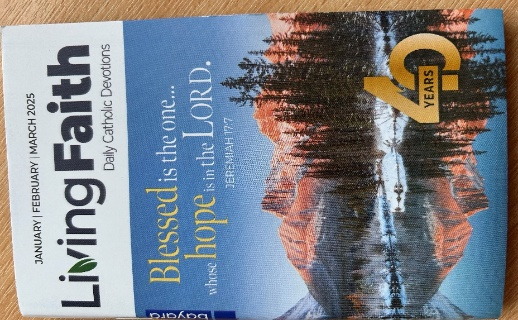 JANUARY | FEBRUARY | MARCH 2025
Living Faith
Daily Catholic Devotions
Blessed is the one...
whose hope is in the LORD.
JEREMIAH 17:7
40
YEARS
bayard